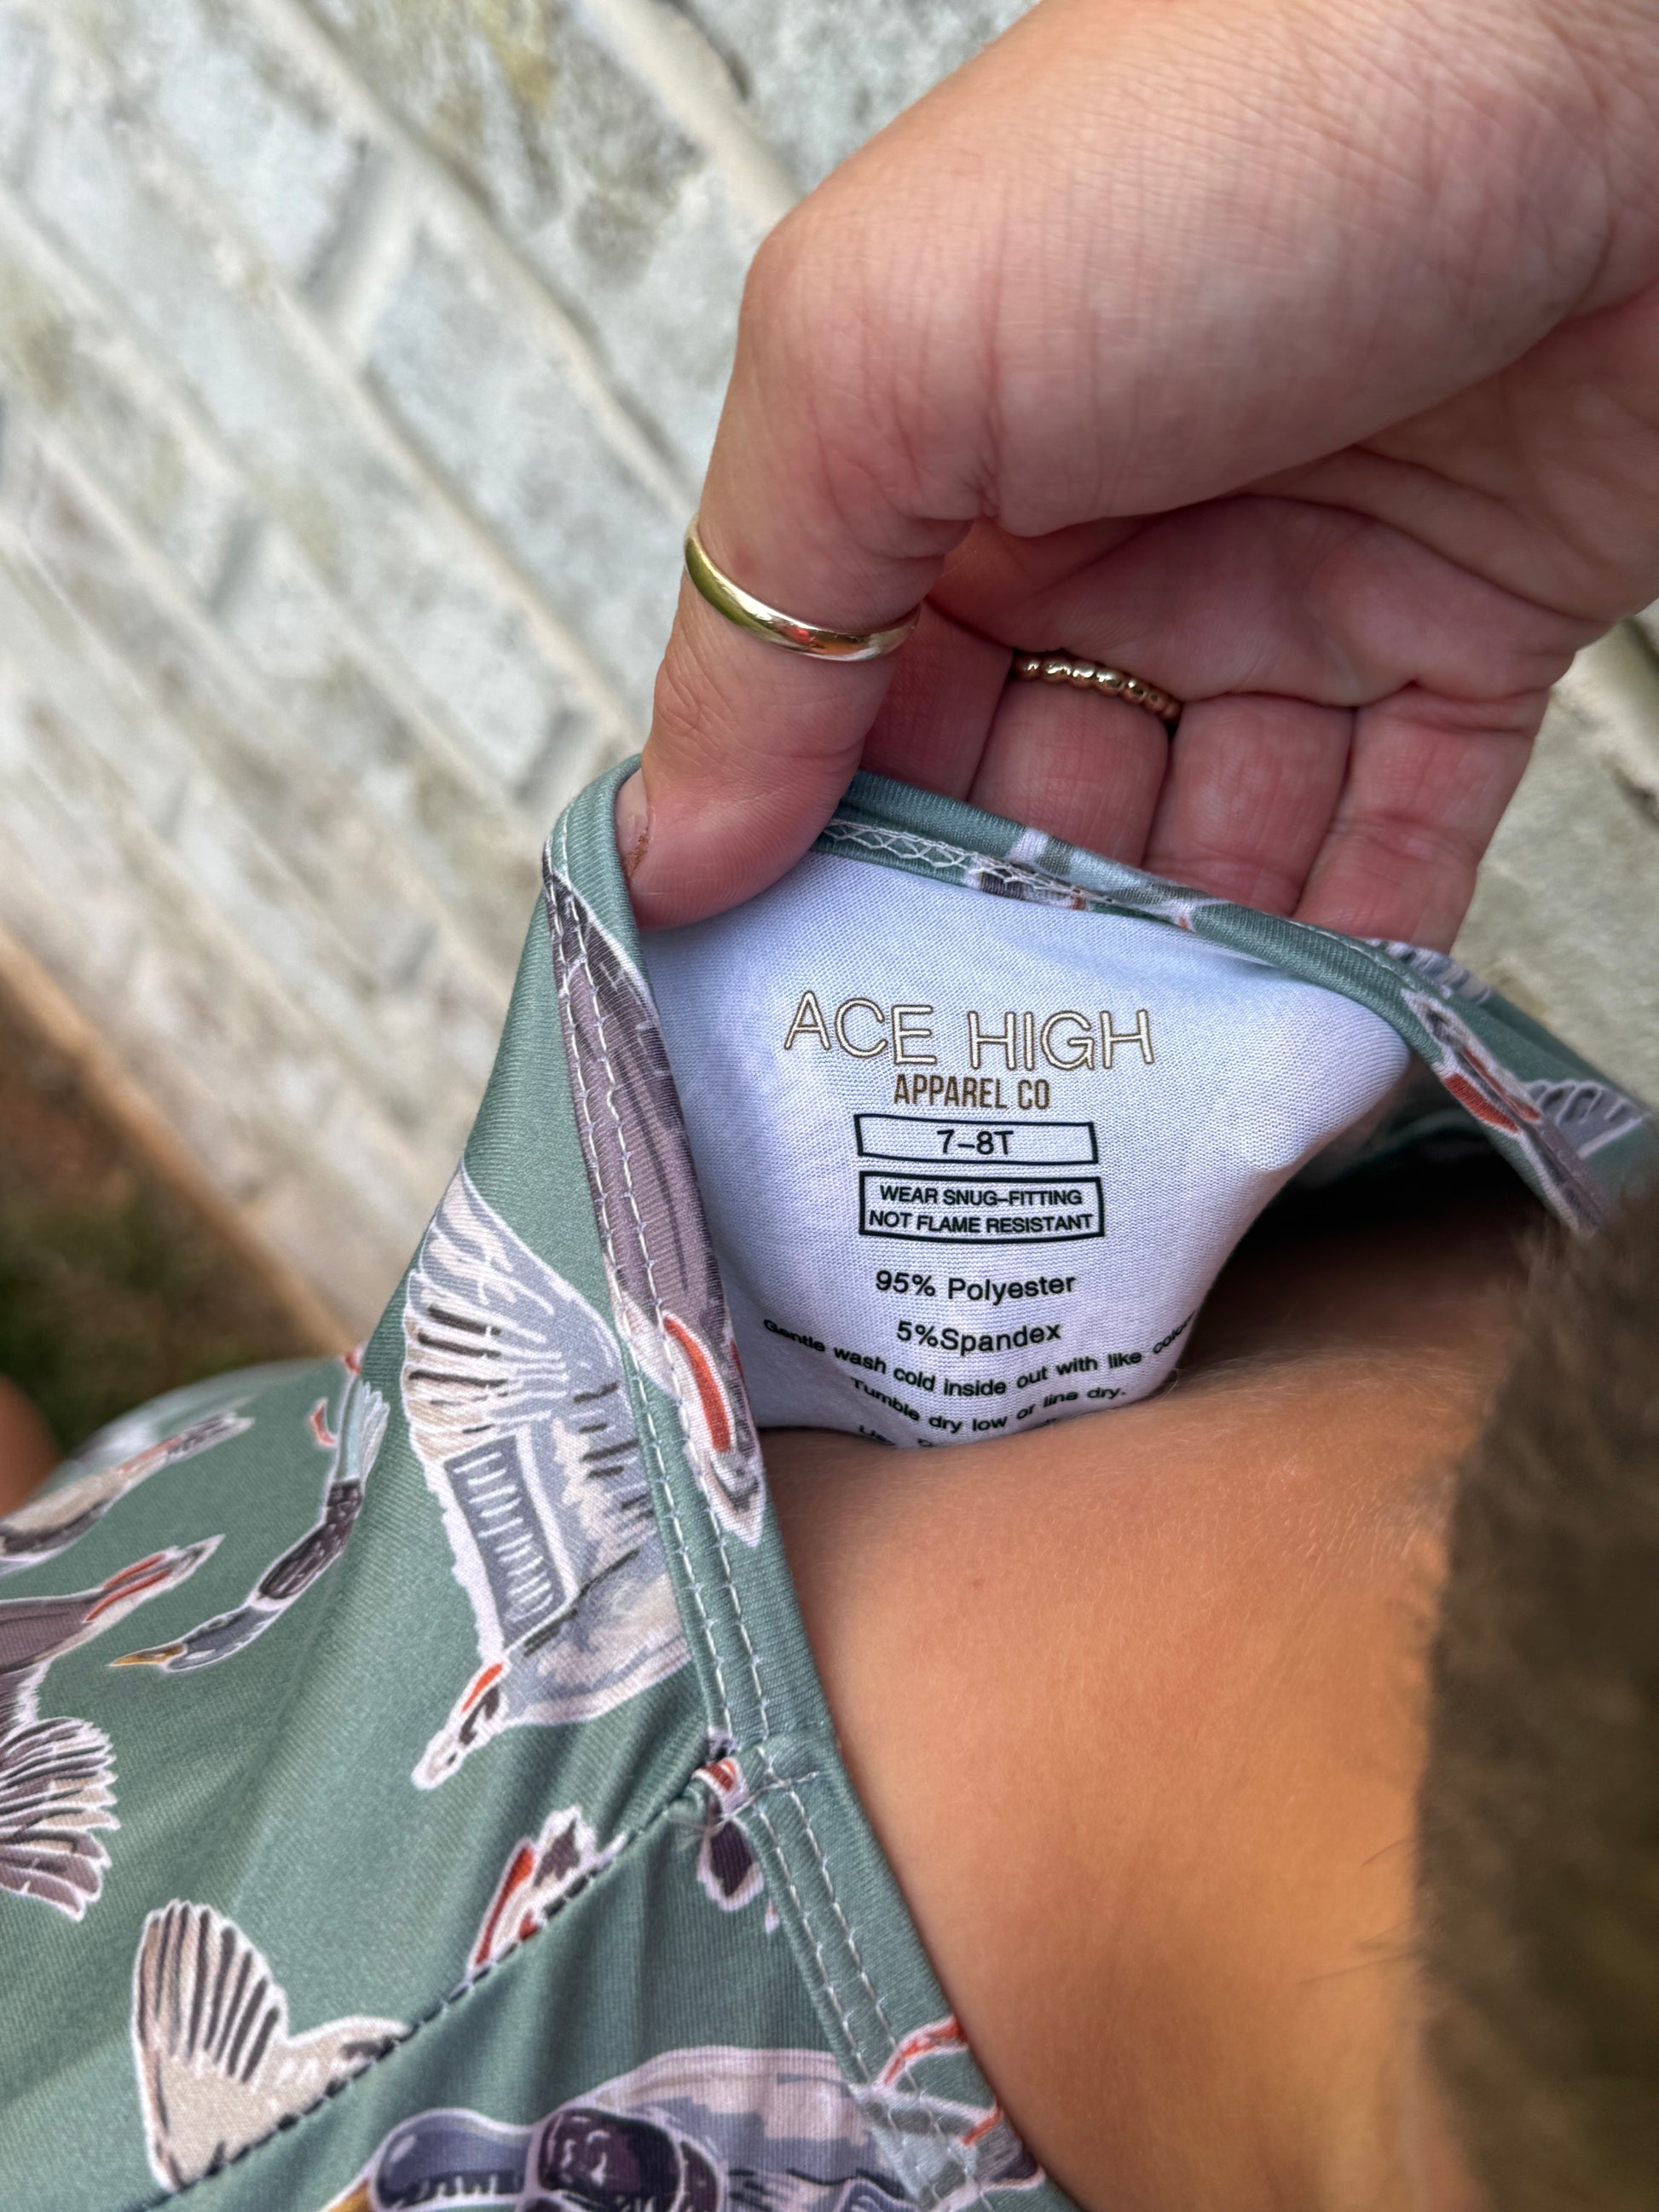 ACE HIGH
APPAREL CO
7-8T
WEAR SNUG-FITTING
NOT FLAME RESISTANT
95% Polyester
5%Spandex
Gentle wash cold inside out with like
Tumble dry low or line dry.